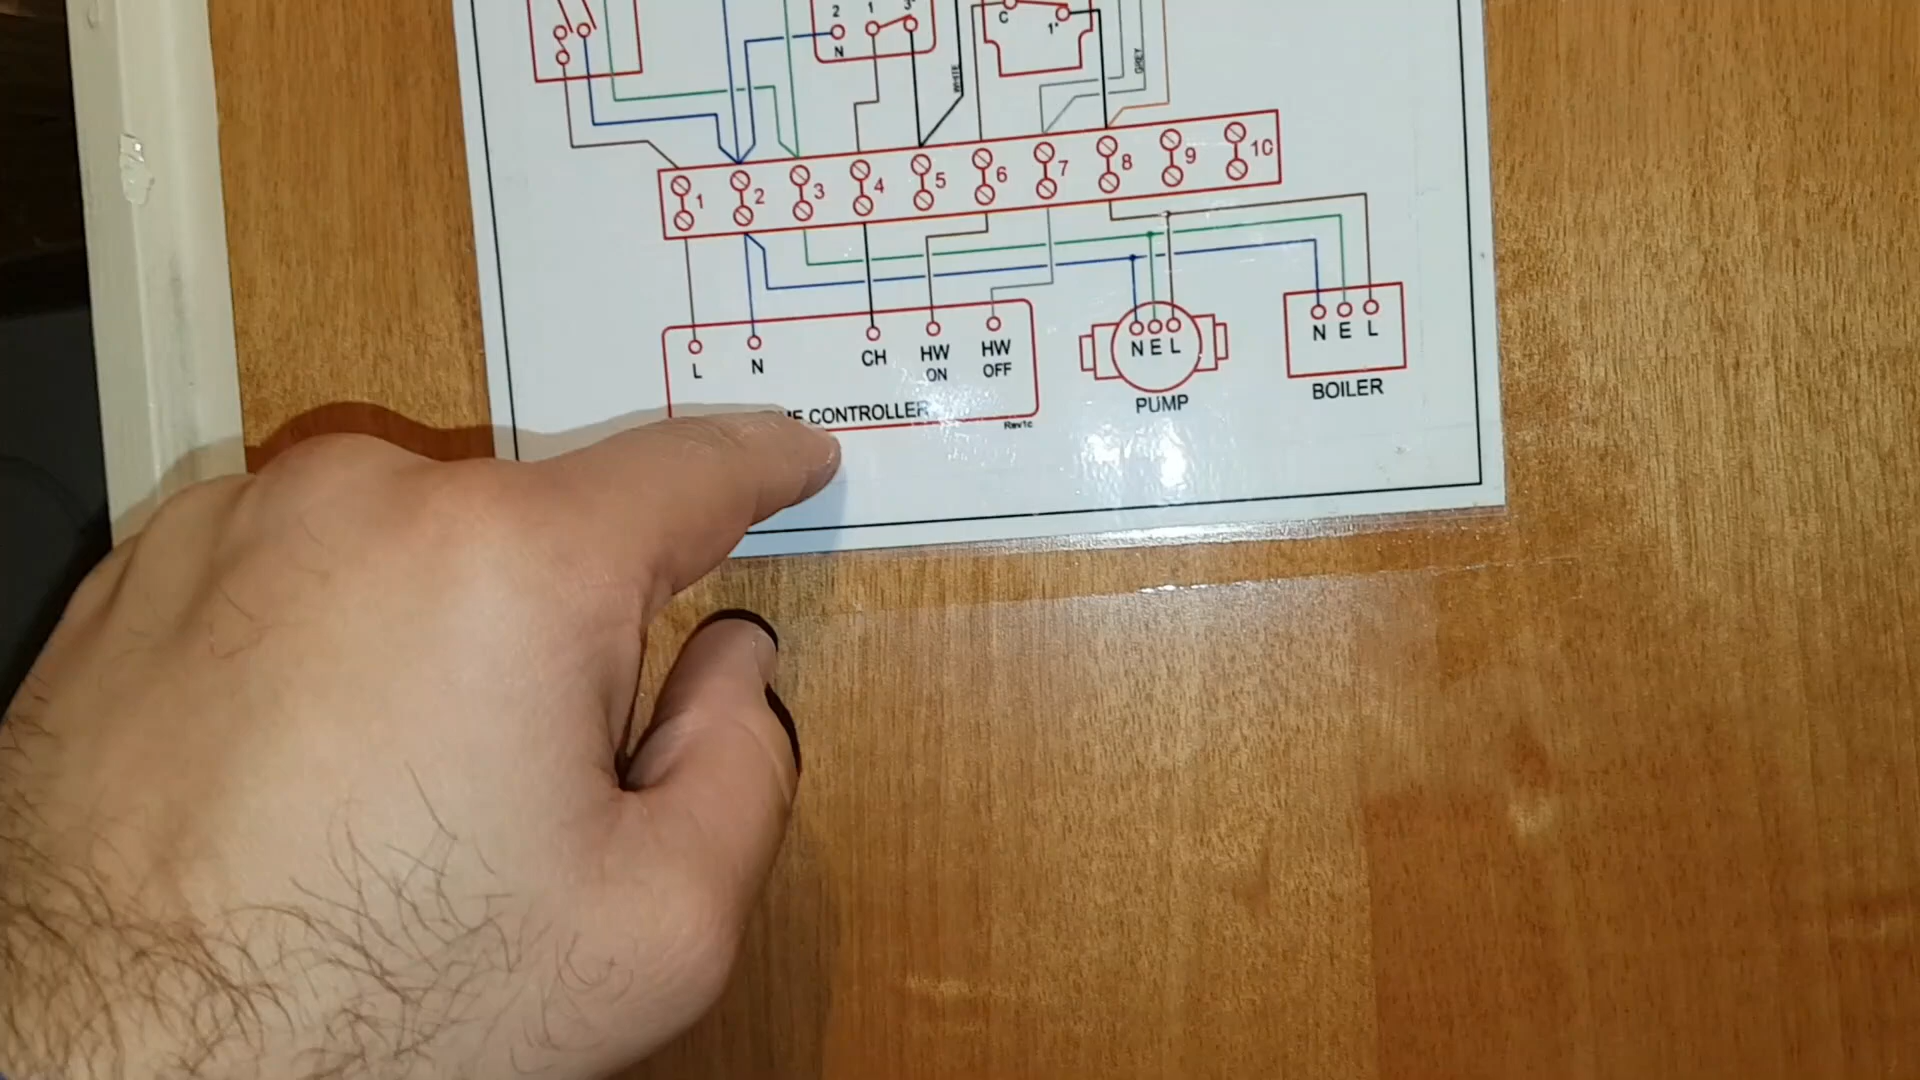 2 1 3
N
C
1
WHITE
GREY
1 2 3 4 5 6 7 8 9 10
L N CH HW ON HW OFF
CONTROLLER
Rev1c
N E L
PUMP
N E L
BOILER